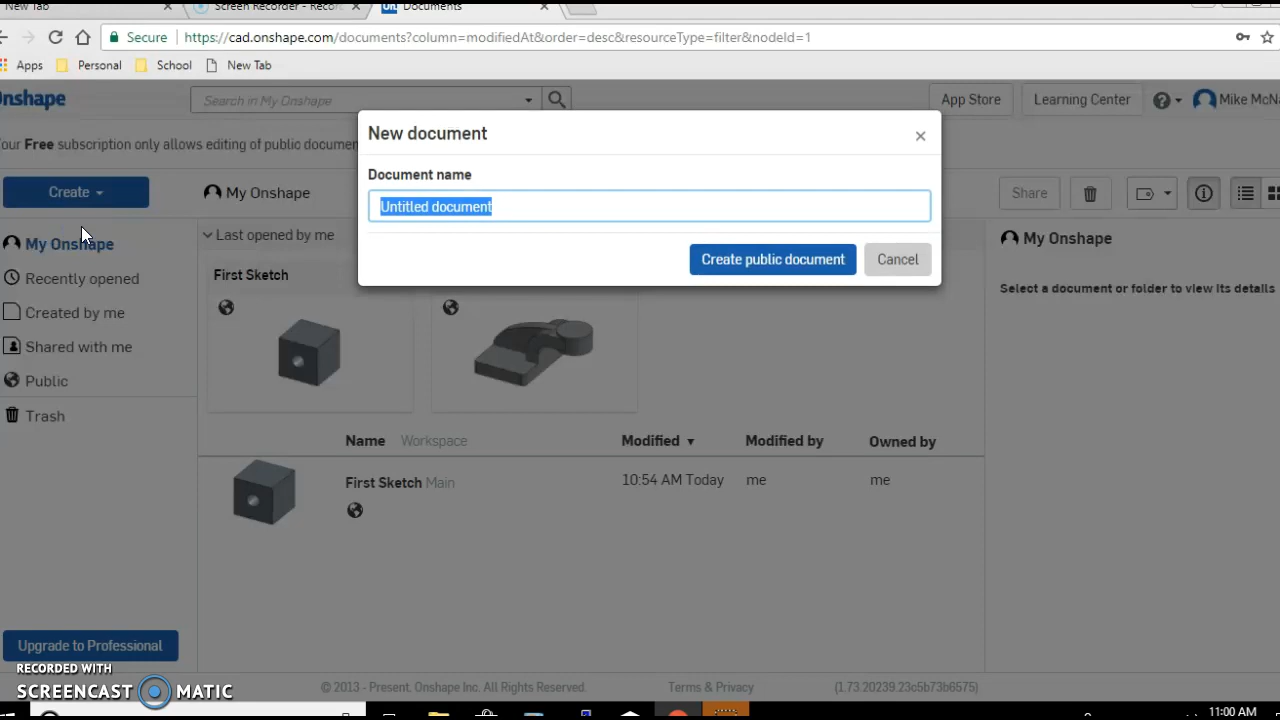 New Tab
Screen Recorder - Record
Documents
Secure
https://cad.onshape.com/documents?column=modifiedAt&order=desc&resourceType=filter&nodeId=1
Apps
Personal
School
New Tab
Onshape
Search in My Onshape
App Store
Learning Center
Mike McNa
our Free subscription only allows editing of public documen
New document
Document name
Untitled document
Create public document
Cancel
Create
My Onshape
Share
My Onshape
Recently opened
Created by me
Shared with me
Public
Trash
Last opened by me
First Sketch
My Onshape
Select a document or folder to view its details
Name Workspace Modified Modified by Owned by
First Sketch Main 10:54 AM Today me me
Upgrade to Professional
RECORDED WITH
SCREENCAST MATIC
© 2013 - Present, Onshape Inc. All Rights Reserved.
Terms & Privacy
(1.73.20239.23c5b73b6575)
11:00 AM